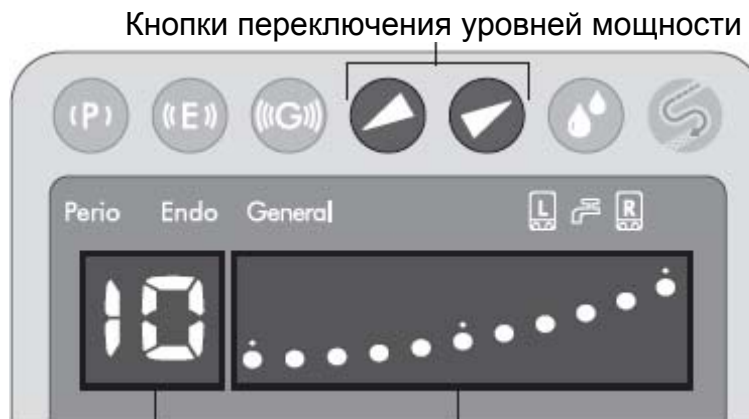 Кнопки переключения уровней мощности
(P) ((E)) (((G)))
Perio Endo General L R
10